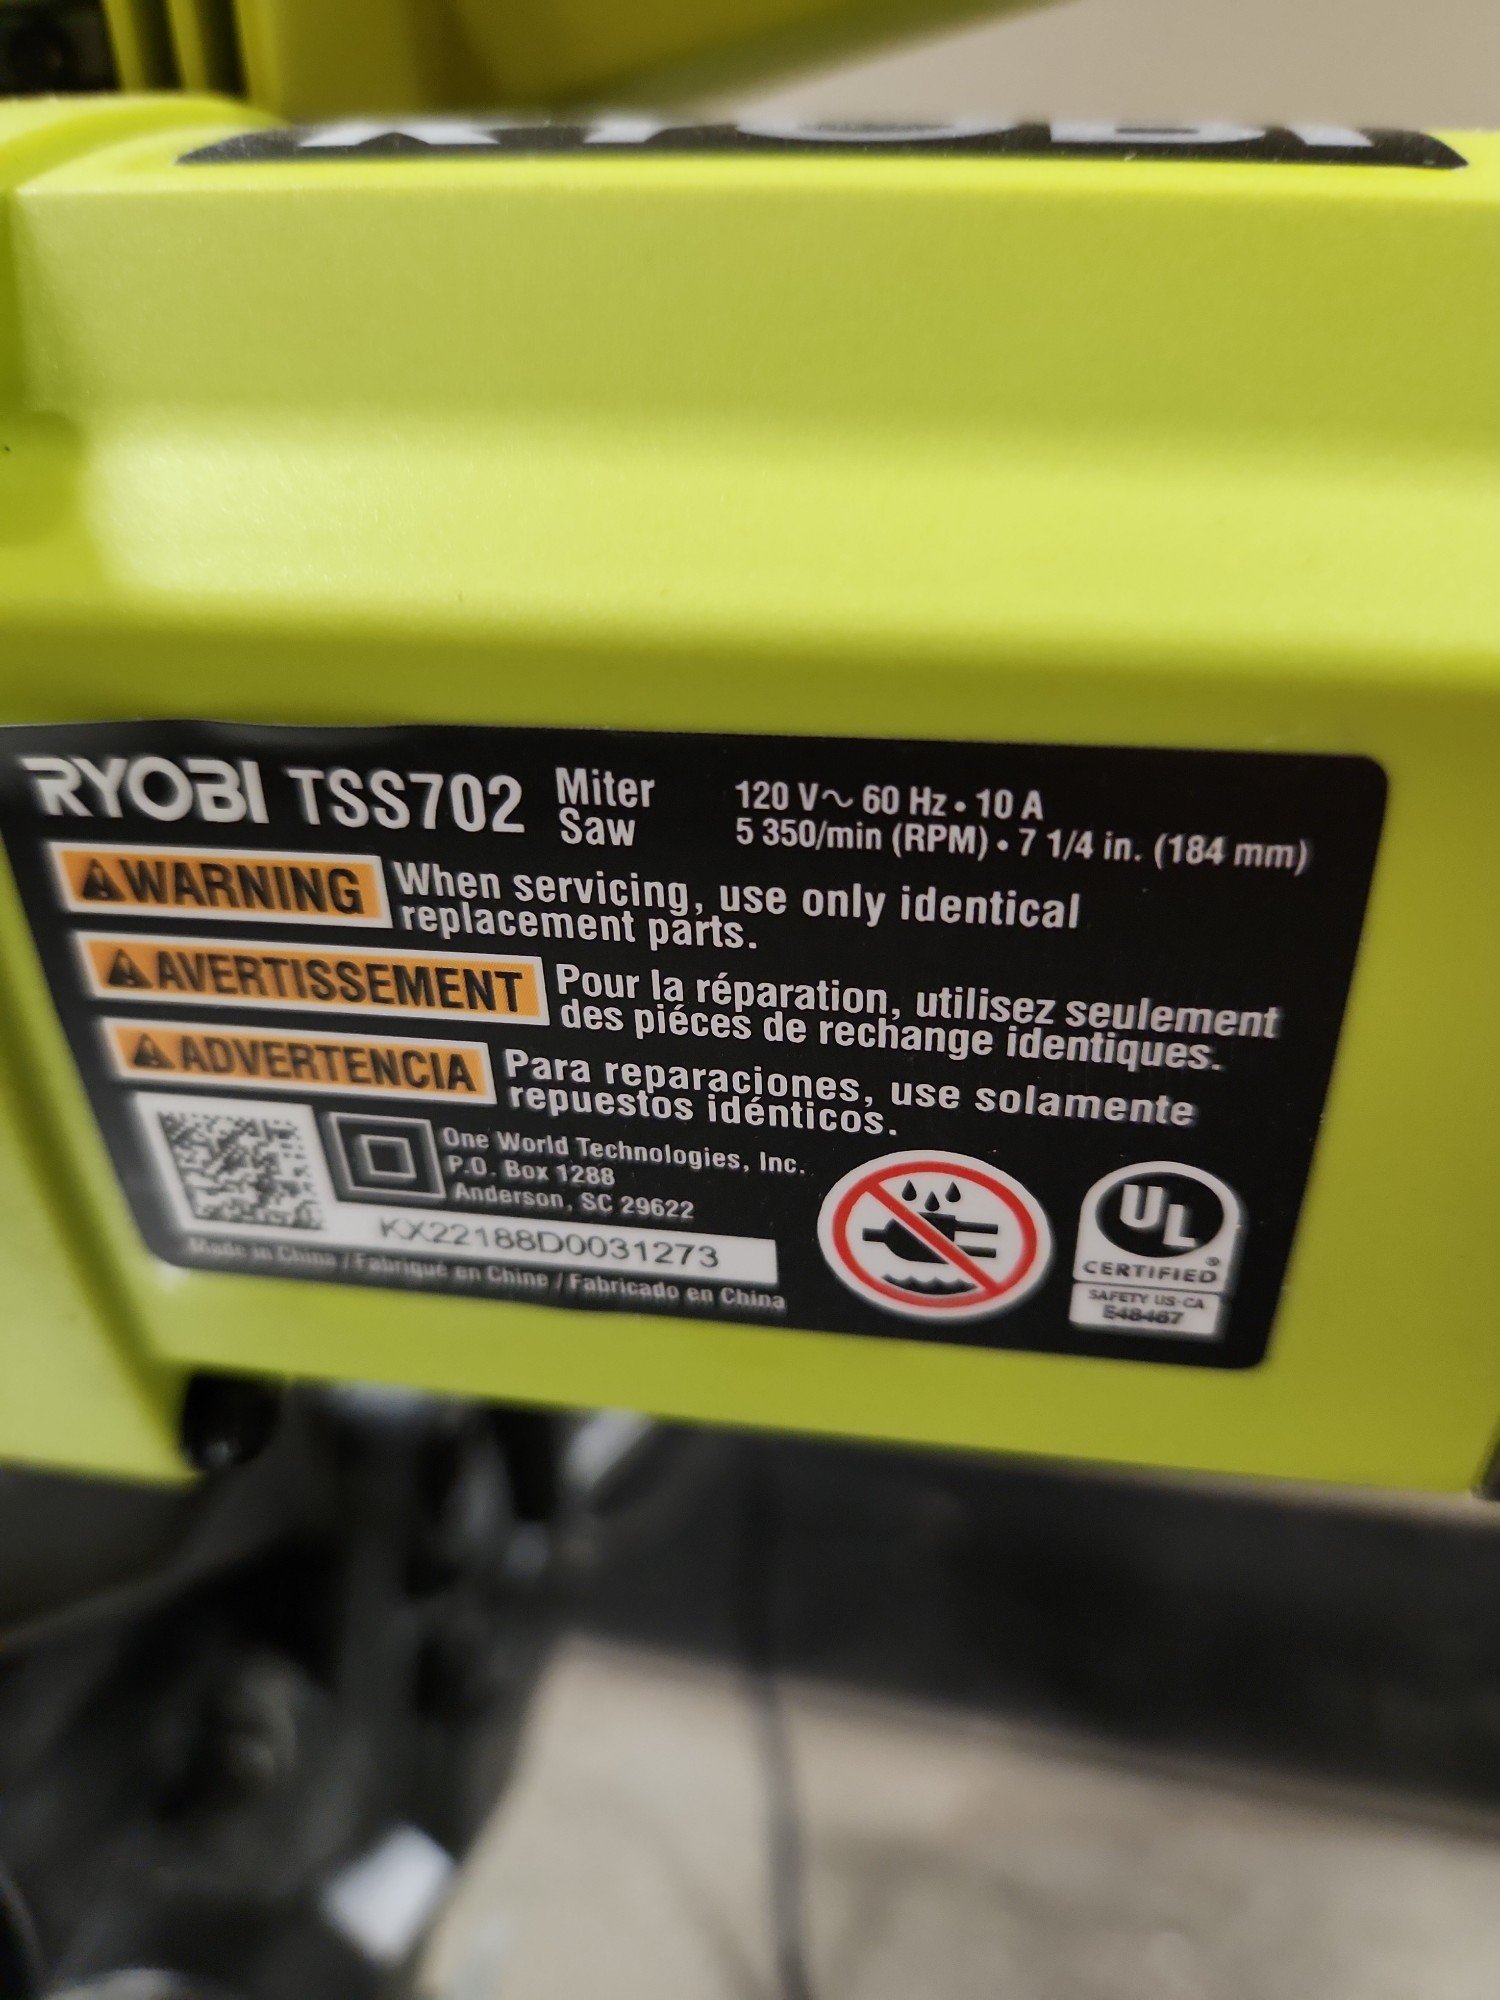 RYOBI
RYOBI TSS702 Miter Saw 120 V~ 60 Hz • 10 A
5 350/min (RPM) • 7 1/4 in. (184 mm)
WARNING When servicing, use only identical
replacement parts.
AVERTISSEMENT Pour la réparation, utilisez seulement
des piéces de rechange identiques.
ADVERTENCIA Para reparaciones, use solamente
repuestos idénticos.
One World Technologies, Inc.
P.O. Box 1288
Anderson, SC 29622
KX22188D0031273
Made in China / Fabriqué en Chine / Fabricado en China
UL
CERTIFIED
SAFETY US-CA
E48467